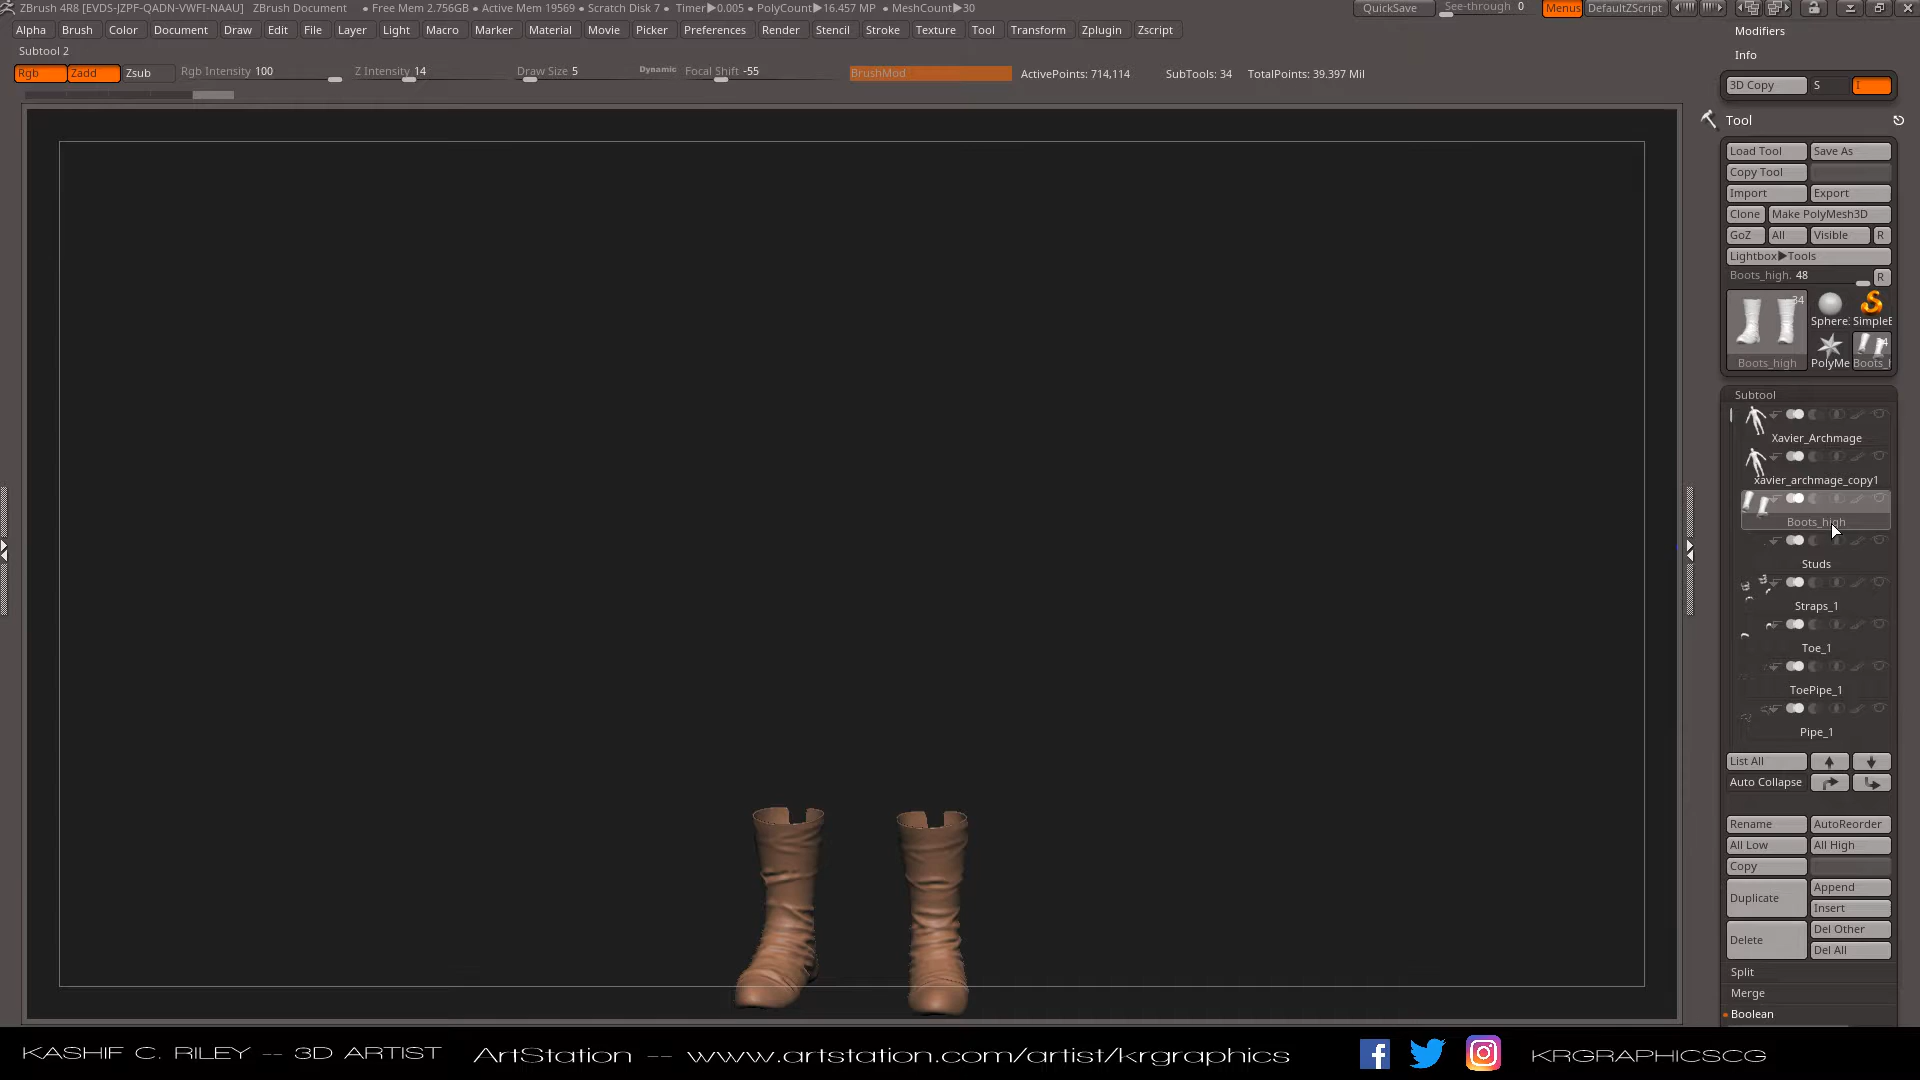 ZBrush 4R8 [EVDS-JZPF-QADN-VWFI-NAAU] ZBrush Document • Free Mem 2.756GB • Active Mem 19569 • Scratch Disk 7 • Timer▶0.005 • PolyCount▶16.457 MP • MeshCount▶30 QuickSave See-through 0 Menus DefaultZScript
Alpha Brush Color Document Draw Edit File Layer Light Macro Marker Material Movie Picker Preferences Render Stencil Stroke Texture Tool Transform Zplugin Zscript
Subtool 2
Rgb Zadd Zsub Rgb Intensity 100 Z Intensity 14 Draw Size 5 Dynamic Focal Shift -55 BrushMod ActivePoints: 714,114 SubTools: 34 TotalPoints: 39.397 Mil
Modifiers
Info
3D Copy S I
Tool
Load Tool Save As
Copy Tool
Import Export
Clone Make PolyMesh3D
GoZ All Visible R
Lightbox▶Tools
Boots_high. 48 R
34
Sphere SimpleB
Boots_high PolyMe Boots_h
Subtool
Xavier_Archmage
xavier_archmage_copy1
Boots_high
Studs
Straps_1
Toe_1
ToePipe_1
Pipe_1
List All
Auto Collapse
Rename AutoReorder
All Low All High
Copy
Duplicate Append
Insert
Delete Del Other
Del All
Split
Merge
Boolean
KASHIF C. RILEY -- 3D ARTIST ArtStation -- www.artstation.com/artist/krgraphics KRGRAPHICSCG